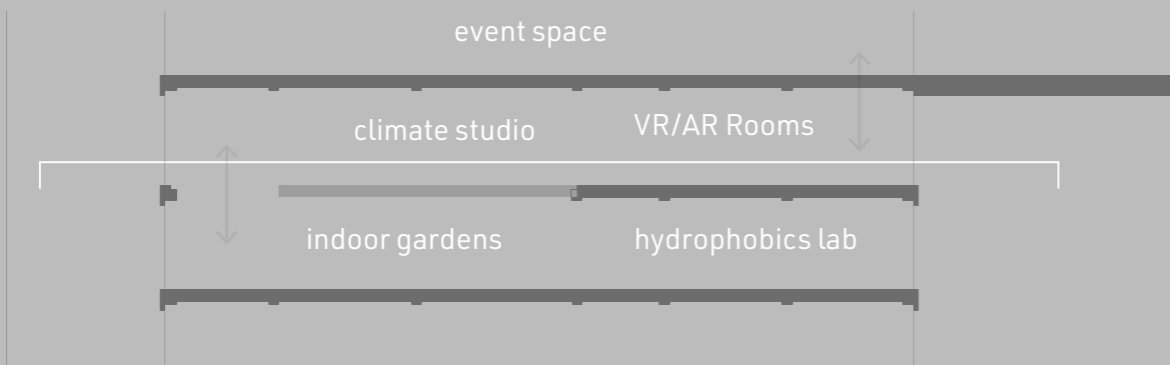 event space
climate studio
VR/AR Rooms
indoor gardens
hydrophobics lab